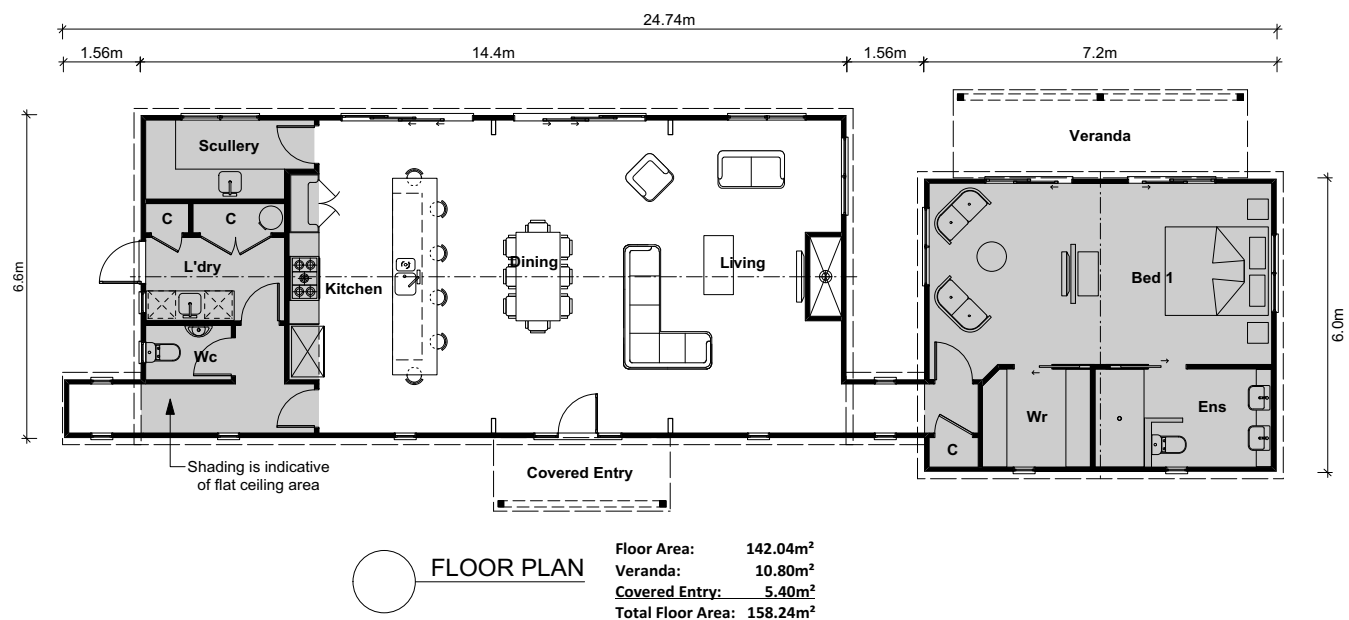 24.74m
1.56m 14.4m 1.56m 7.2m
Veranda
Scullery
C C
6.6m
L'dry
Kitchen
Dining
Living
Bed 1
6.0m
Wc
Wr
Ens
C
Shading is indicative
of flat ceiling area
Covered Entry
FLOOR PLAN
Floor Area: 142.04m²
Veranda: 10.80m²
Covered Entry: 5.40m²
Total Floor Area: 158.24m²